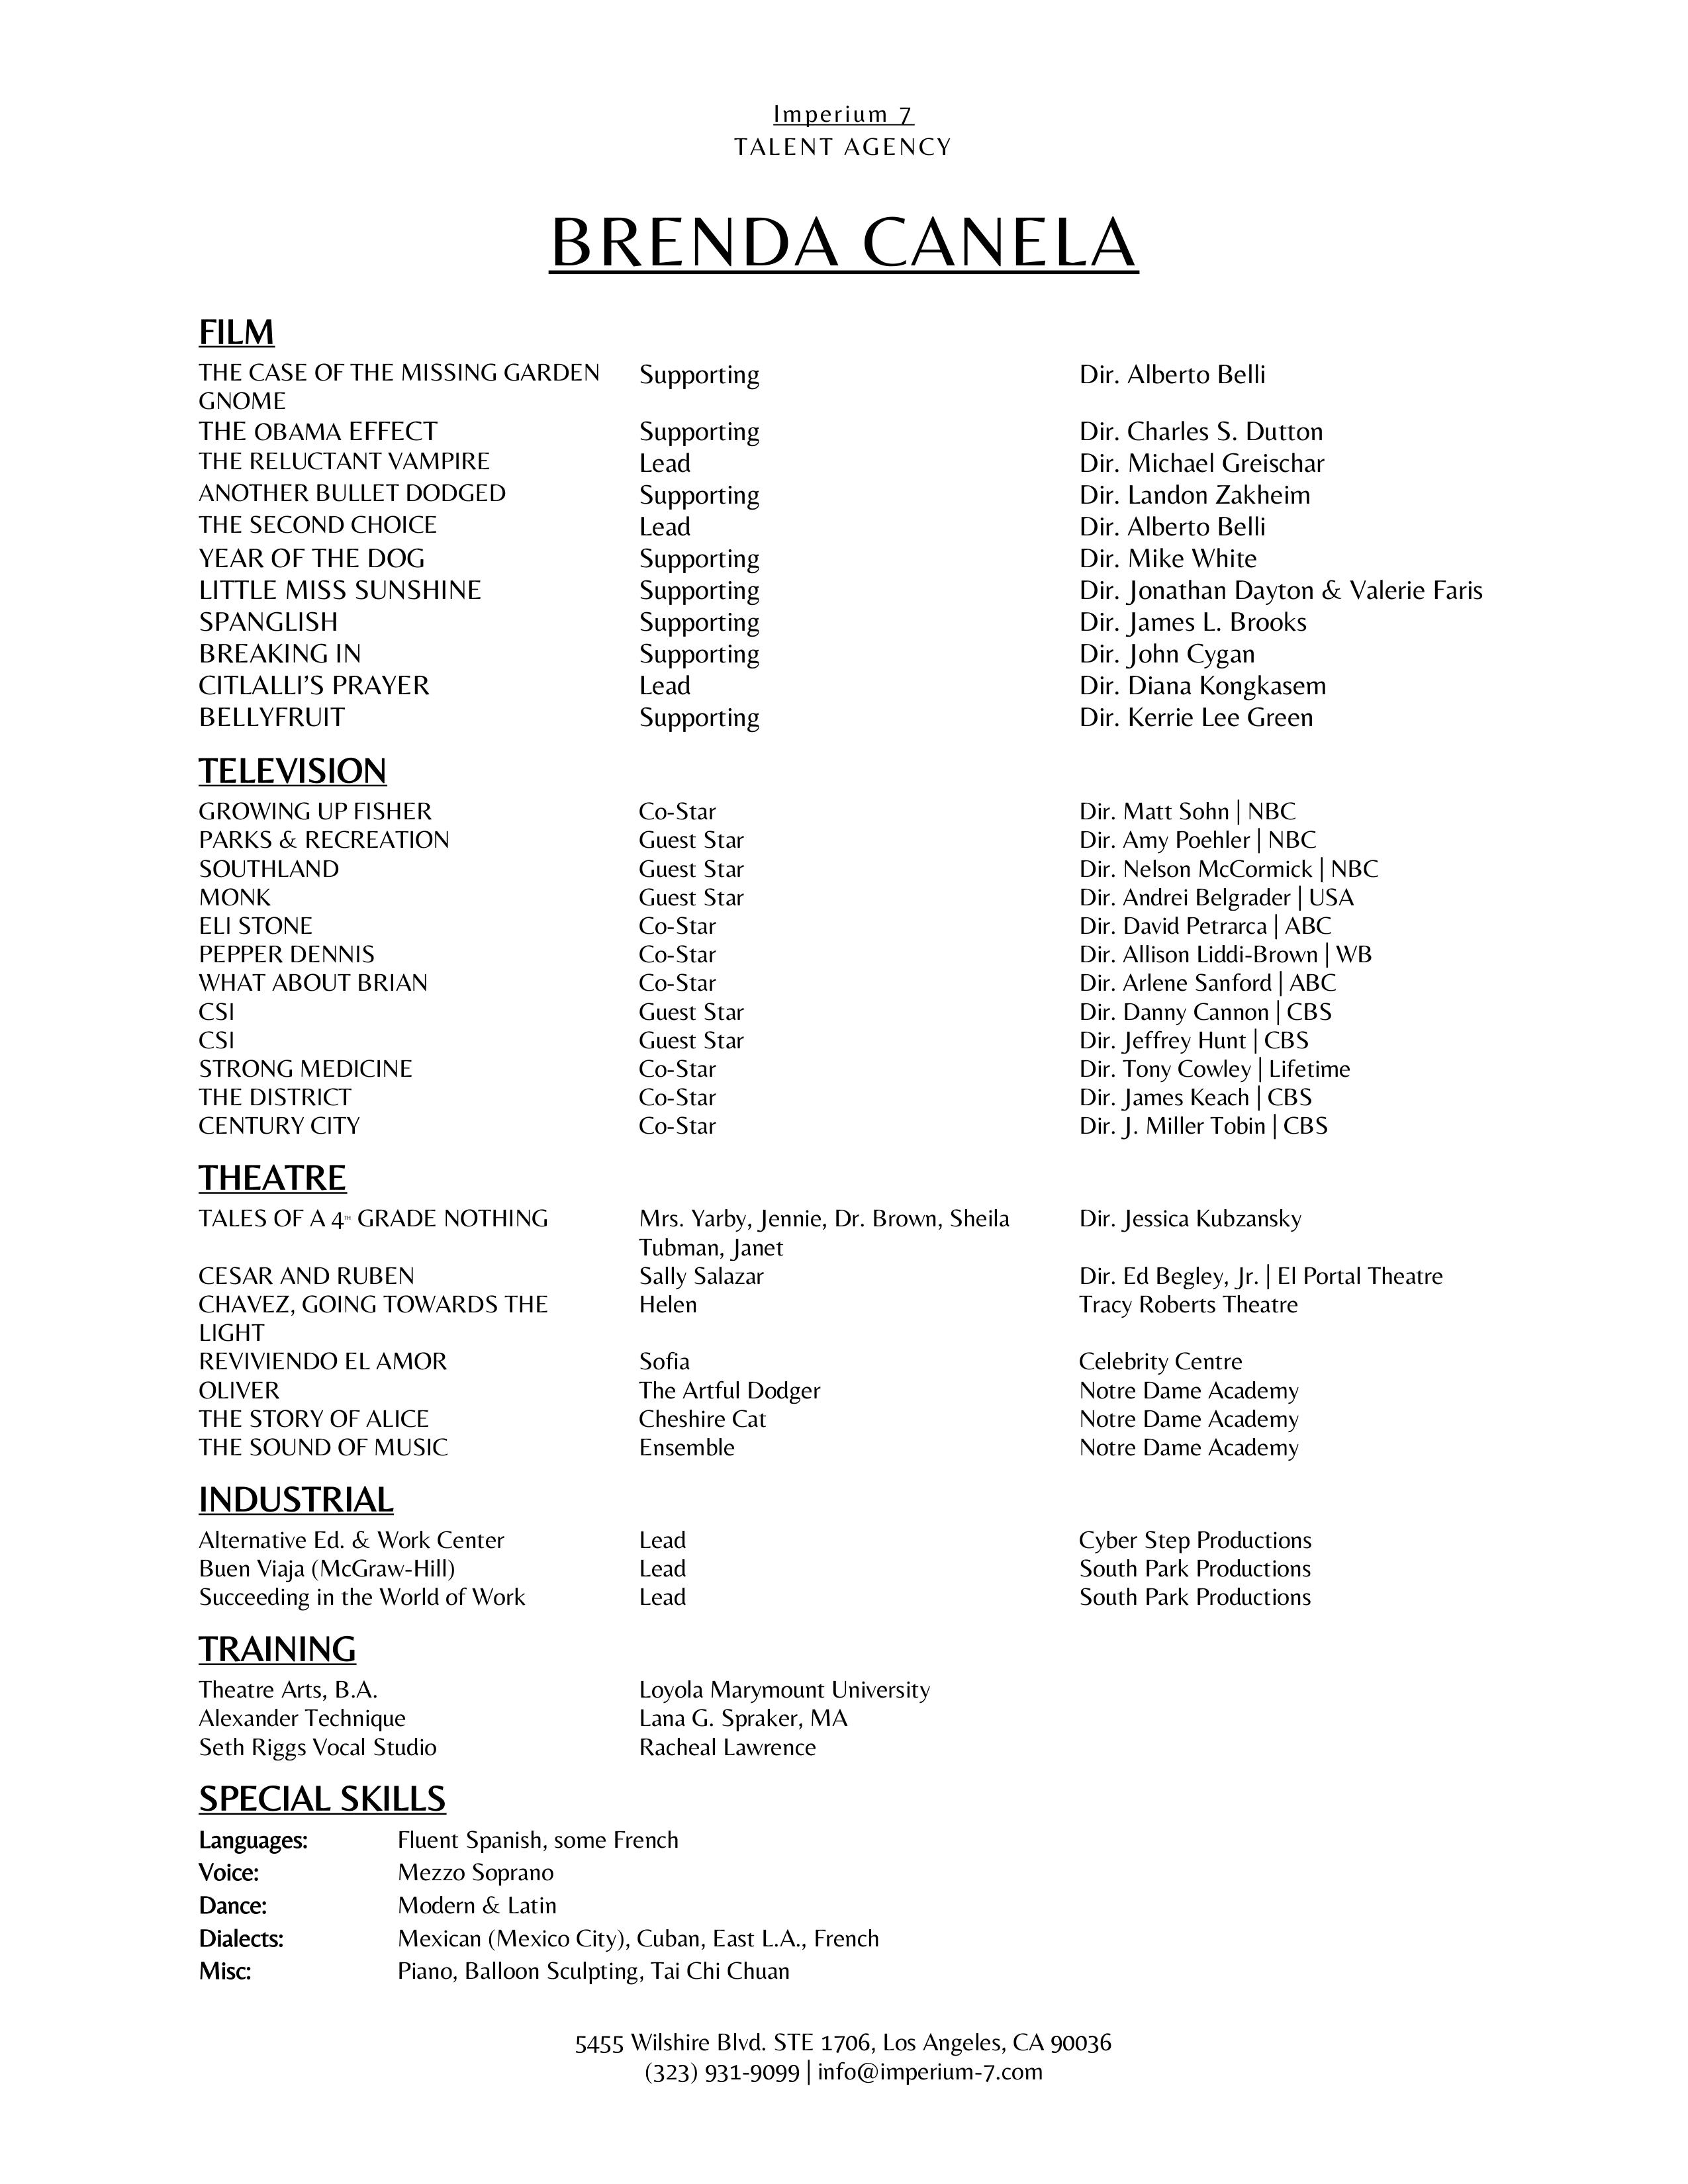 Imperium 7
TALENT AGENCY
BRENDA CANELA
FILM
THE CASE OF THE MISSING GARDEN GNOME Supporting Dir. Alberto Belli
THE OBAMA EFFECT Supporting Dir. Charles S. Dutton
THE RELUCTANT VAMPIRE Lead Dir. Michael Greischar
ANOTHER BULLET DODGED Supporting Dir. Landon Zakheim
THE SECOND CHOICE Lead Dir. Alberto Belli
YEAR OF THE DOG Supporting Dir. Mike White
LITTLE MISS SUNSHINE Supporting Dir. Jonathan Dayton & Valerie Faris
SPANGLISH Supporting Dir. James L. Brooks
BREAKING IN Supporting Dir. John Cygan
CITLALLI’S PRAYER Lead Dir. Diana Kongkasem
BELLYFRUIT Supporting Dir. Kerrie Lee Green
TELEVISION
GROWING UP FISHER Co-Star Dir. Matt Sohn | NBC
PARKS & RECREATION Guest Star Dir. Amy Poehler | NBC
SOUTHLAND Guest Star Dir. Nelson McCormick | NBC
MONK Guest Star Dir. Andrei Belgrader | USA
ELI STONE Co-Star Dir. David Petrarca | ABC
PEPPER DENNIS Co-Star Dir. Allison Liddi-Brown | WB
WHAT ABOUT BRIAN Co-Star Dir. Arlene Sanford | ABC
CSI Guest Star Dir. Danny Cannon | CBS
CSI Guest Star Dir. Jeffrey Hunt | CBS
STRONG MEDICINE Co-Star Dir. Tony Cowley | Lifetime
THE DISTRICT Co-Star Dir. James Keach | CBS
CENTURY CITY Co-Star Dir. J. Miller Tobin | CBS
THEATRE
TALES OF A 4TH GRADE NOTHING Mrs. Yarby, Jennie, Dr. Brown, Sheila Tubman, Janet Dir. Jessica Kubzansky
CESAR AND RUBEN Sally Salazar Dir. Ed Begley, Jr. | El Portal Theatre
CHAVEZ, GOING TOWARDS THE LIGHT Helen Tracy Roberts Theatre
REVIVIENDO EL AMOR Sofia Celebrity Centre
OLIVER The Artful Dodger Notre Dame Academy
THE STORY OF ALICE Cheshire Cat Notre Dame Academy
THE SOUND OF MUSIC Ensemble Notre Dame Academy
INDUSTRIAL
Alternative Ed. & Work Center Lead Cyber Step Productions
Buen Viaja (McGraw-Hill) Lead South Park Productions
Succeeding in the World of Work Lead South Park Productions
TRAINING
Theatre Arts, B.A. Loyola Marymount University
Alexander Technique Lana G. Spraker, MA
Seth Riggs Vocal Studio Racheal Lawrence
SPECIAL SKILLS
Languages: Fluent Spanish, some French
Voice: Mezzo Soprano
Dance: Modern & Latin
Dialects: Mexican (Mexico City), Cuban, East L.A., French
Misc: Piano, Balloon Sculpting, Tai Chi Chuan
5455 Wilshire Blvd. STE 1706, Los Angeles, CA 90036
(323) 931-9099 | info@imperium-7.com